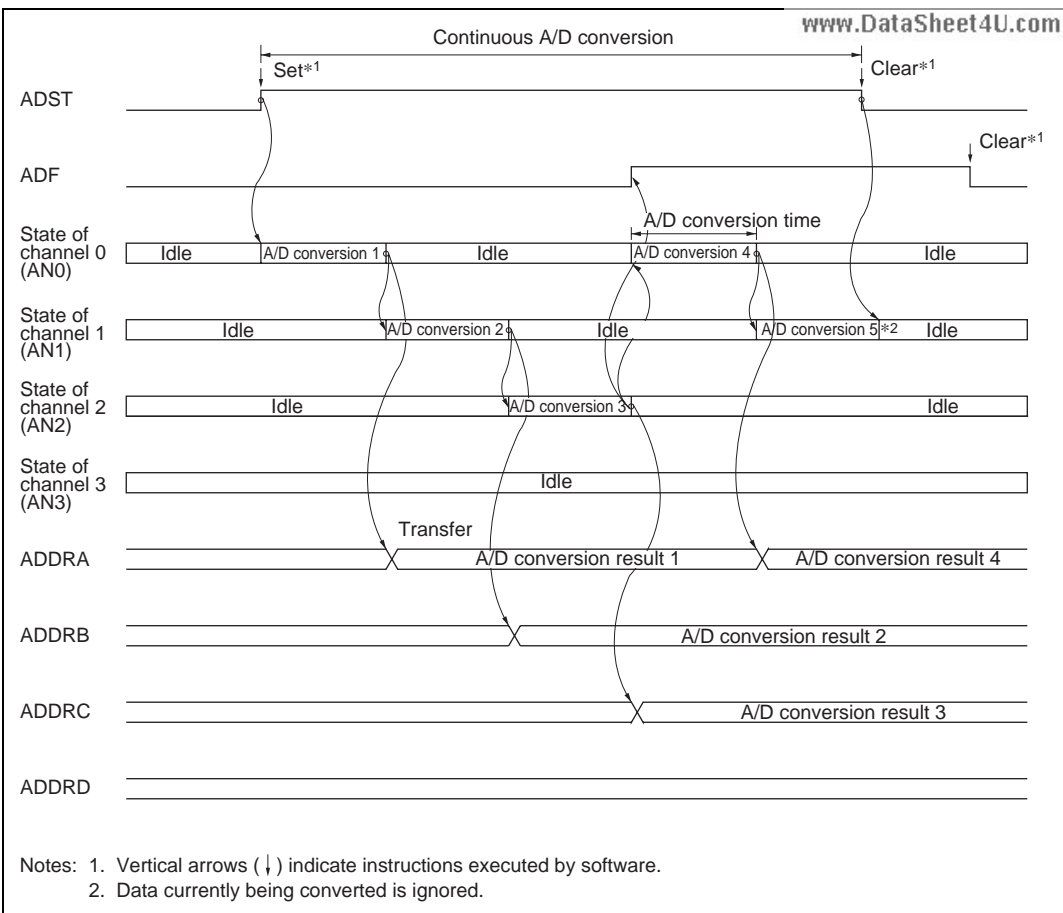 www.DataSheet4U.com
Continuous A/D conversion
Set*1
Clear*1
ADST
Clear*1
ADF
A/D conversion time
State of
channel 0
(AN0)
Idle
A/D conversion 1
Idle
A/D conversion 4
Idle
State of
channel 1
(AN1)
Idle
A/D conversion 2
Idle
A/D conversion 5
*2
Idle
State of
channel 2
(AN2)
Idle
A/D conversion 3
Idle
State of
channel 3
(AN3)
Idle
Transfer
ADDRA
A/D conversion result 1
A/D conversion result 4
ADDRB
A/D conversion result 2
ADDRC
A/D conversion result 3
ADDRD
Notes: 1. Vertical arrows (↓) indicate instructions executed by software.
2. Data currently being converted is ignored.